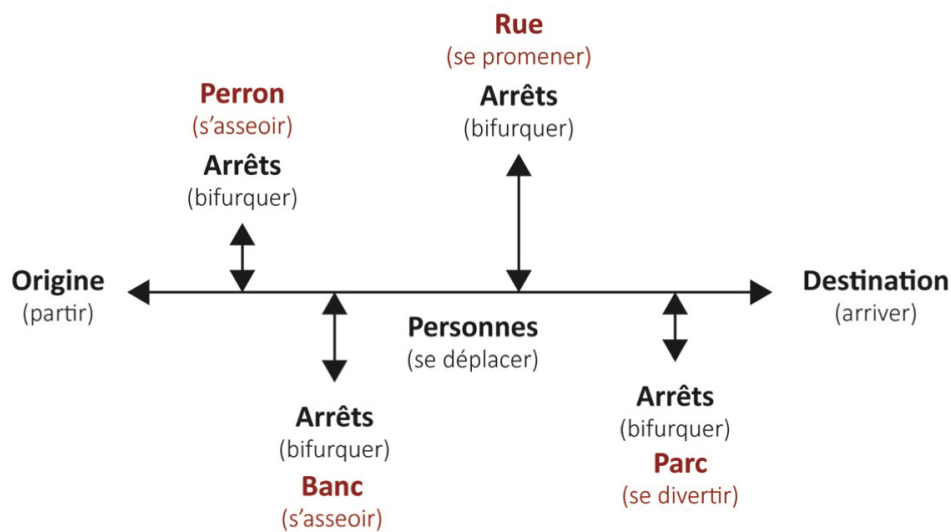 Rue
(se promener)
Arrêts
(bifurquer)
Perron
(s’asseoir)
Arrêts
(bifurquer)
Origine
(partir)
Personnes
(se déplacer)
Destination
(arriver)
Arrêts
(bifurquer)
Banc
(s’asseoir)
Arrêts
(bifurquer)
Parc
(se divertir)